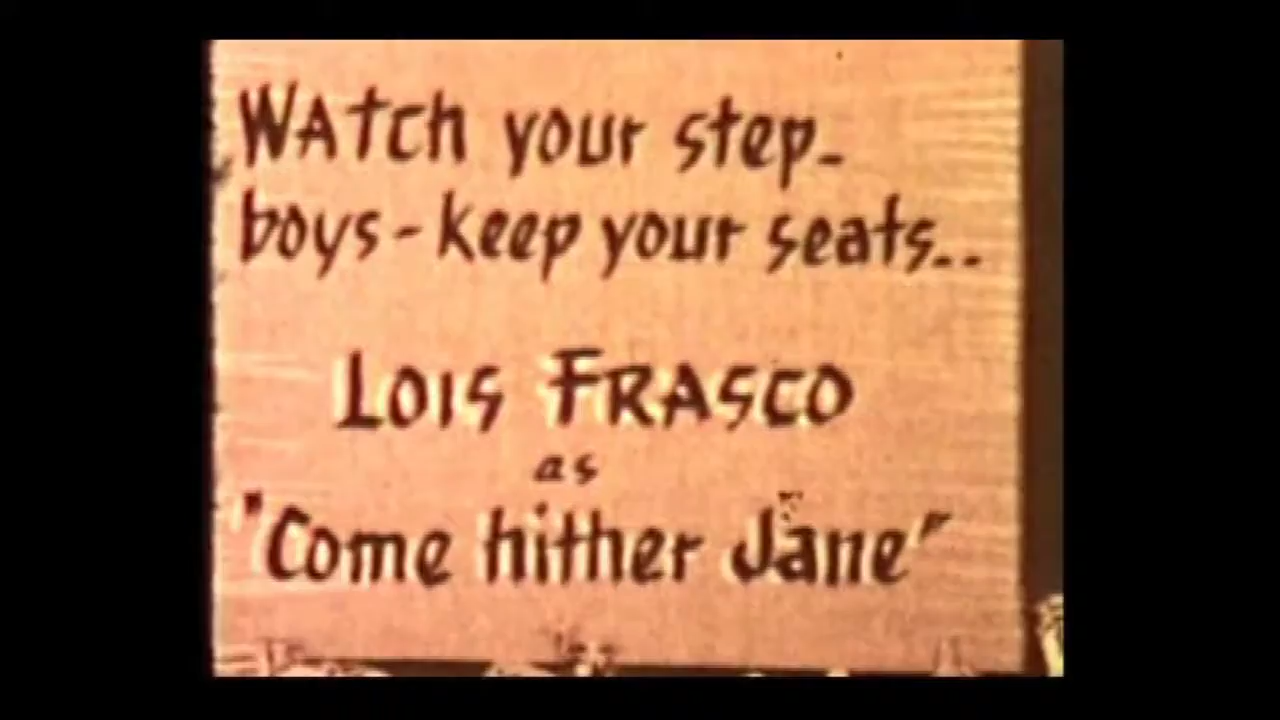 WATCH your step-
boys - keep your seats..
LOIS FRASCO
as
"Come hither Jane"